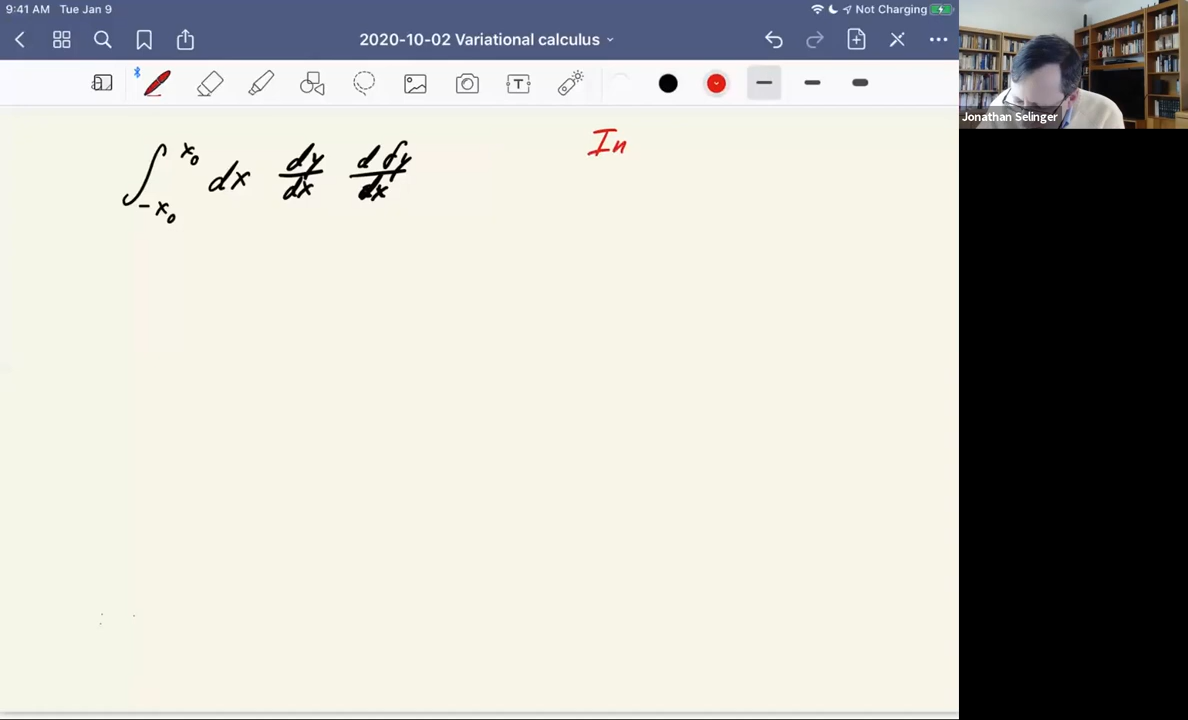 9:41 AM Tue Jan 9
Not Charging
2020-10-02 Variational calculus
T
Jonathan Selinger
∫_{-x₀}^{x₀} dx dy/dx d δy/dx
In